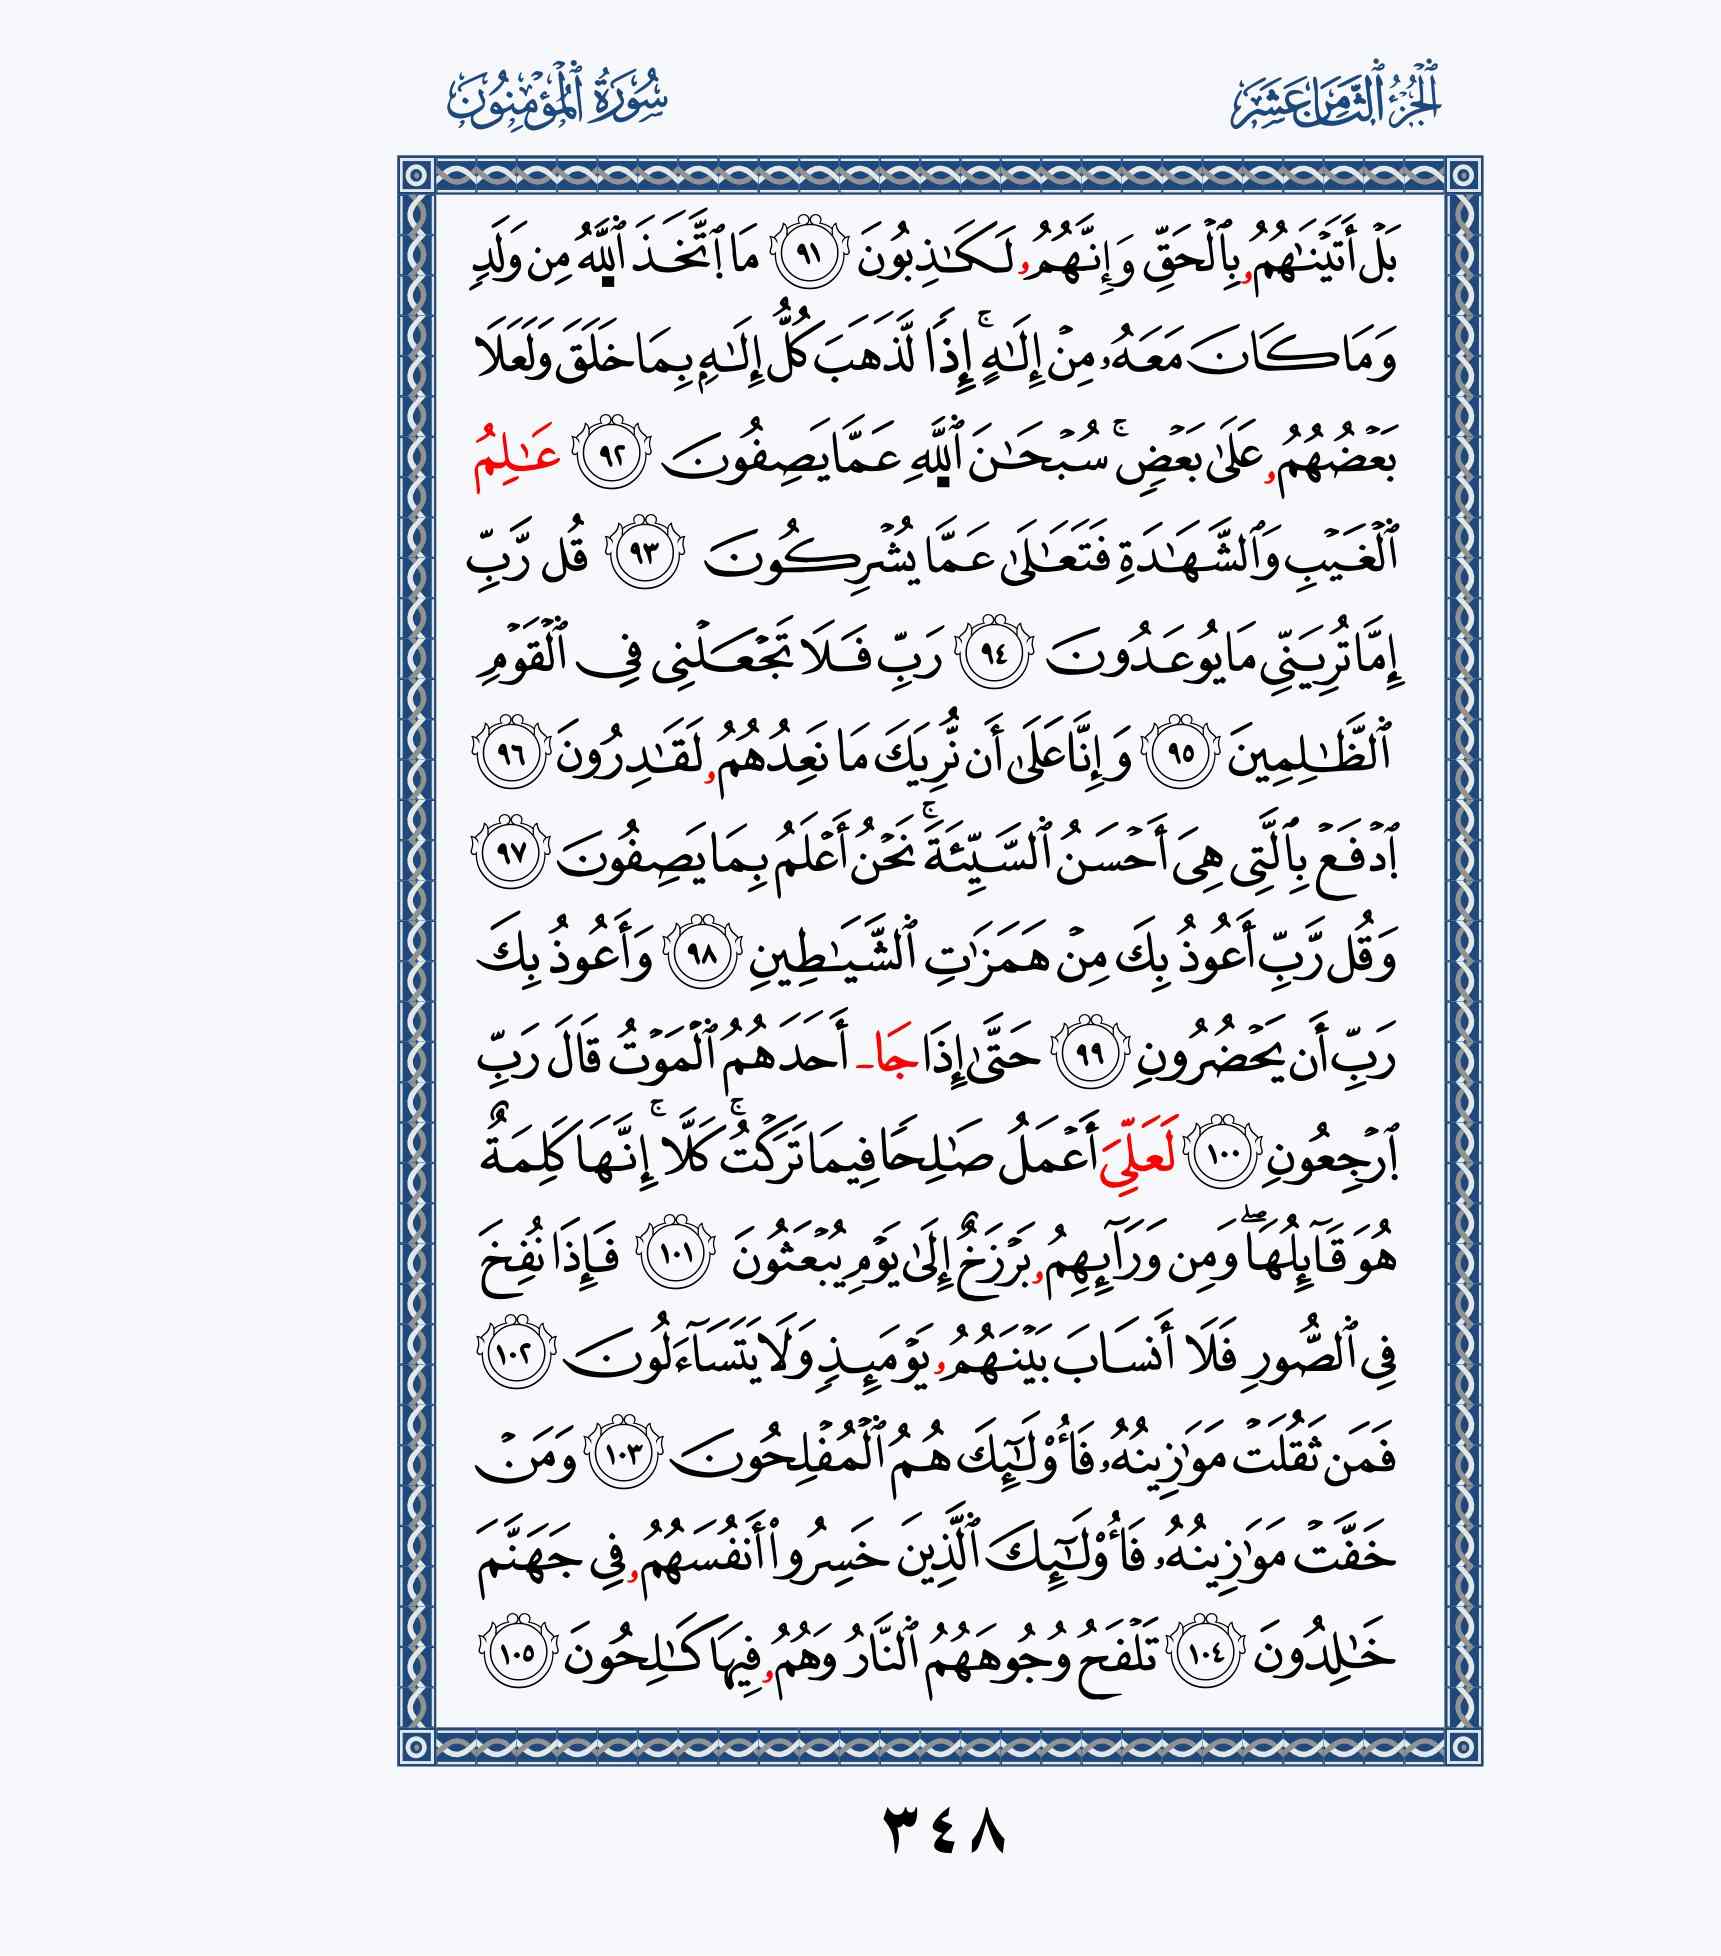 الجُزْءُ ٱلثَّامِنَ عَشَرَ
سُورَةُ ٱلْمُؤْمِنُونَ
بَلْ أَتَيْنَٰهُمُۥ بِٱلْحَقِّ وَإِنَّهُمُۥ لَكَٰذِبُونَ ٩١ مَا ٱتَّخَذَ ٱللَّهُ مِن وَلَدٍ
وَمَا كَانَ مَعَهُۥ مِنْ إِلَٰهٍۚ إِذًا لَّذَهَبَ كُلُّ إِلَٰهِۭ بِمَا خَلَقَ وَلَعَلَا
بَعْضُهُمُۥ عَلَىٰ بَعْضٍۚ سُبْحَٰنَ ٱللَّهِ عَمَّا يَصِفُونَ ٩٢ عَٰلِمُ
ٱلْغَيْبِ وَٱلشَّهَٰدَةِ فَتَعَٰلَىٰ عَمَّا يُشْرِكُونَ ٩٣ قُل رَّبِّ
إِمَّا تُرِيَنِّي مَا يُوعَدُونَ ٩٤ رَبِّ فَلَا تَجْعَلْنِي فِي ٱلْقَوْمِ
ٱلظَّٰلِمِينَ ٩٥ وَإِنَّا عَلَىٰ أَن نُّرِيَكَ مَا نَعِدُهُمُۥ لَقَٰدِرُونَ ٩٦
ٱدْفَعْ بِٱلَّتِي هِيَ أَحْسَنُ ٱلسَّيِّئَةَۚ نَحْنُ أَعْلَمُ بِمَا يَصِفُونَ ٩٧
وَقُل رَّبِّ أَعُوذُ بِكَ مِنْ هَمَزَٰتِ ٱلشَّيَٰطِينِ ٩٨ وَأَعُوذُ بِكَ
رَبِّ أَن يَحْضُرُونِ ٩٩ حَتَّىٰ إِذَا جَا أَحَدَهُمُ ٱلْمَوْتُ قَالَ رَبِّ
ٱرْجِعُونِ ١٠٠ لَعَلِّيَ أَعْمَلُ صَٰلِحًا فِيمَا تَرَكْتُۚ كَلَّاۚ إِنَّهَا كَلِمَةٌ
هُوَ قَآئِلُهَاۖ وَمِن وَرَآئِهِمُۥ بَرْزَخٌ إِلَىٰ يَوْمِ يُبْعَثُونَ ١٠١ فَإِذَا نُفِخَ
فِي ٱلصُّورِ فَلَا أَنسَابَ بَيْنَهُمُۥ يَوْمَئِذٍ وَلَا يَتَسَآءَلُونَ ١٠٢
فَمَن ثَقُلَتْ مَوَٰزِينُهُۥ فَأُوْلَٰٓئِكَ هُمُ ٱلْمُفْلِحُونَ ١٠٣ وَمَنْ
خَفَّتْ مَوَٰزِينُهُۥ فَأُوْلَٰٓئِكَ ٱلَّذِينَ خَسِرُوٓاْ أَنفُسَهُمُۥ فِي جَهَنَّمَ
خَٰلِدُونَ ١٠٤ تَلْفَحُ وُجُوهَهُمُ ٱلنَّارُ وَهُمُۥ فِيهَا كَٰلِحُونَ ١٠٥
٣٤٨